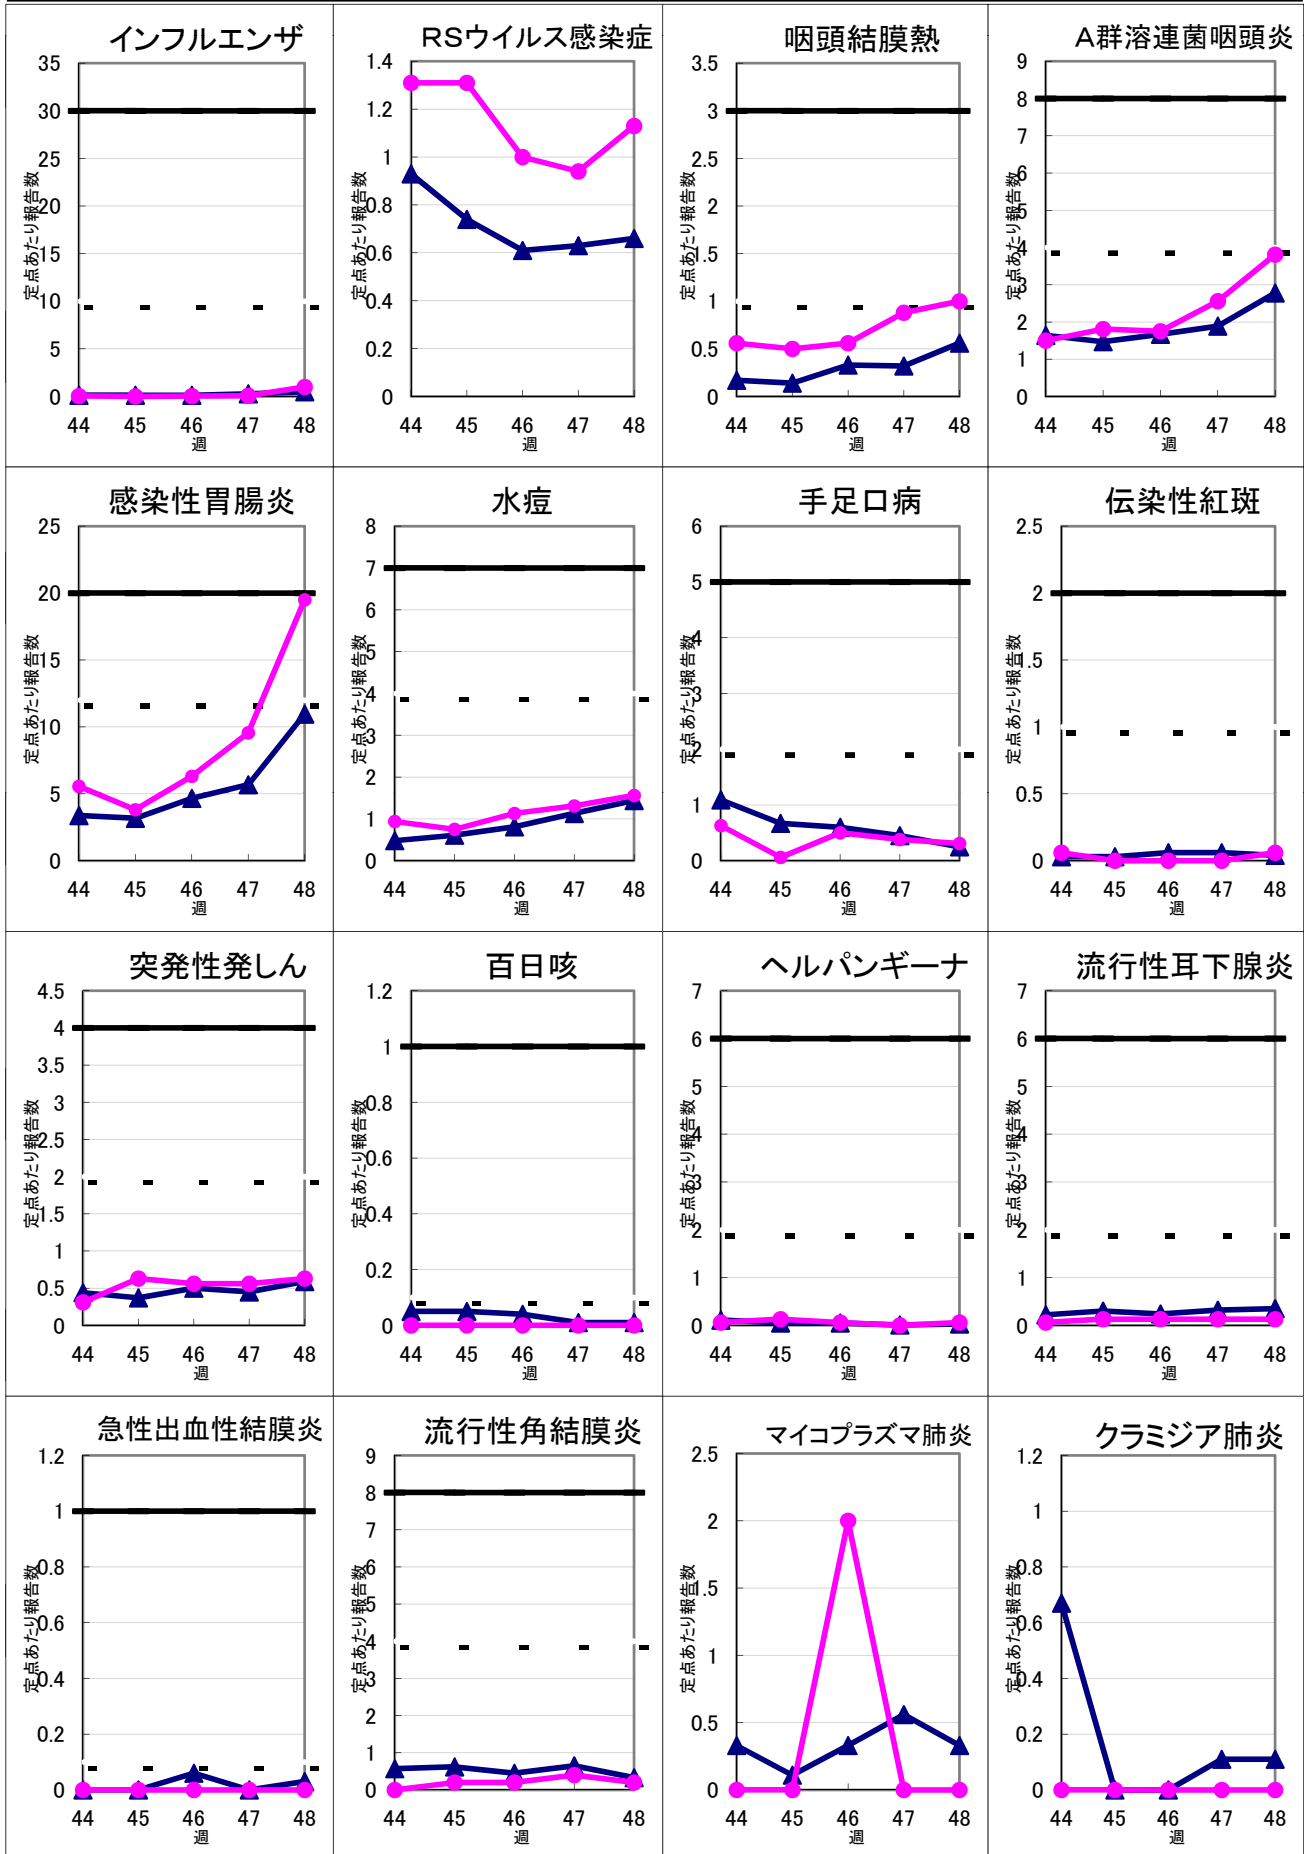 インフルエンザ
35
30
25
20
15
10
5
0
定点あたり報告数
44 45 46 47 48
週
RSウイルス感染症
1.4
1.2
1
0.8
0.6
0.4
0.2
0
定点あたり報告数
44 45 46 47 48
週
咽頭結膜熱
3.5
3
2.5
2
1.5
1
0.5
0
定点あたり報告数
44 45 46 47 48
週
A群溶連菌咽頭炎
9
8
7
6
5
4
3
2
1
0
定点あたり報告数
44 45 46 47 48
週
感染性胃腸炎
25
20
15
10
5
0
定点あたり報告数
44 45 46 47 48
週
水痘
8
7
6
5
4
3
2
1
0
定点あたり報告数
44 45 46 47 48
週
手足口病
6
5
4
3
2
1
0
定点あたり報告数
44 45 46 47 48
週
伝染性紅斑
2.5
2
1.5
1
0.5
0
定点あたり報告数
44 45 46 47 48
週
突発性発しん
4.5
4
3.5
3
2.5
2
1.5
1
0.5
0
定点あたり報告数
44 45 46 47 48
週
百日咳
1.2
1
0.8
0.6
0.4
0.2
0
定点あたり報告数
44 45 46 47 48
週
ヘルパンギーナ
7
6
5
4
3
2
1
0
定点あたり報告数
44 45 46 47 48
週
流行性耳下腺炎
7
6
5
4
3
2
1
0
定点あたり報告数
44 45 46 47 48
週
急性出血性結膜炎
1.2
1
0.8
0.6
0.4
0.2
0
定点あたり報告数
44 45 46 47 48
週
流行性角結膜炎
9
8
7
6
5
4
3
2
1
0
定点あたり報告数
44 45 46 47 48
週
マイコプラズマ肺炎
2.5
2
1.5
1
0.5
0
定点あたり報告数
44 45 46 47 48
週
クラミジア肺炎
1.2
1
0.8
0.6
0.4
0.2
0
定点あたり報告数
44 45 46 47 48
週